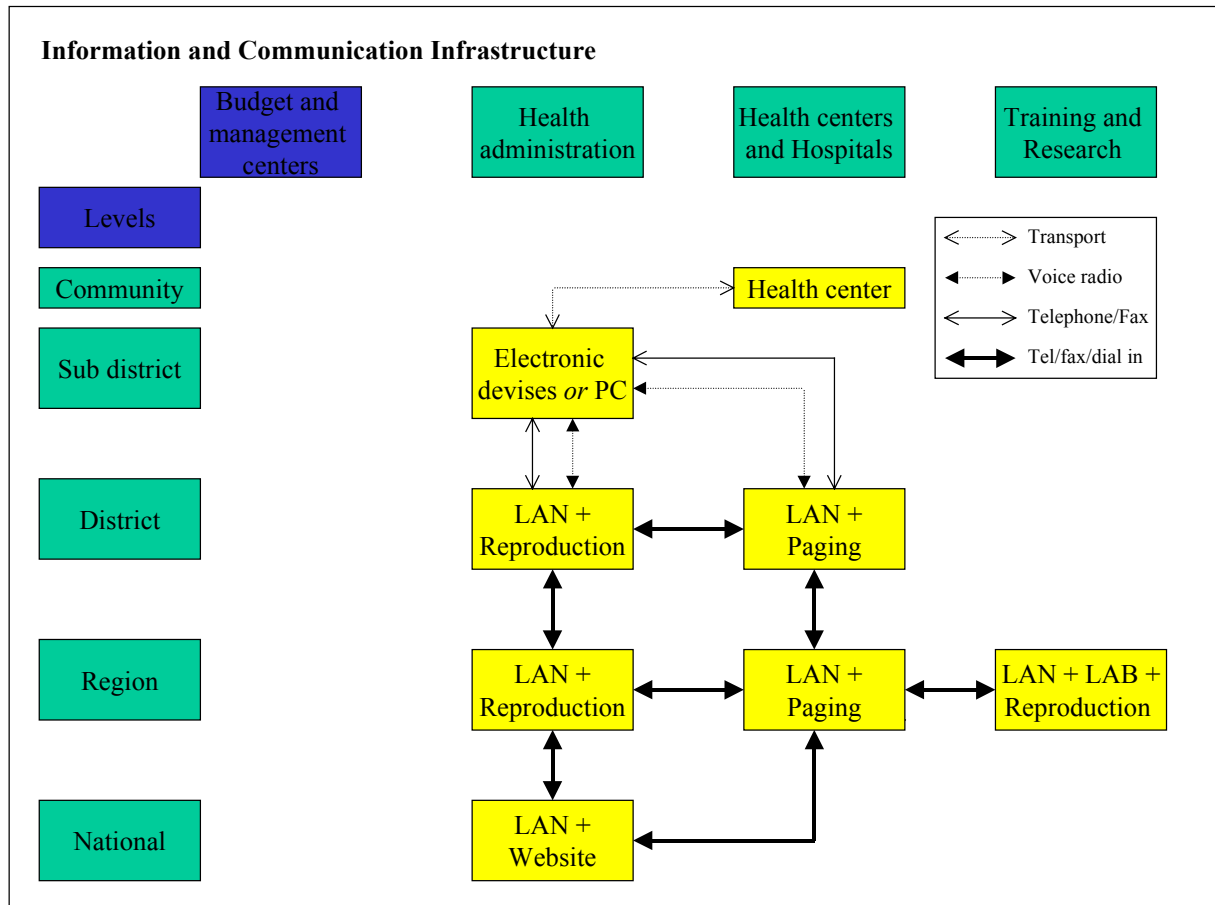 Information and Communication Infrastructure
Budget and
management
centers
Health
administration
Health centers
and Hospitals
Training and
Research
Levels
Transport
Voice radio
Telephone/Fax
Tel/fax/dial in
Community
Health center
Sub district
Electronic
devises or PC
District
LAN +
Reproduction
LAN +
Paging
Region
LAN +
Reproduction
LAN +
Paging
LAN + LAB +
Reproduction
National
LAN +
Website